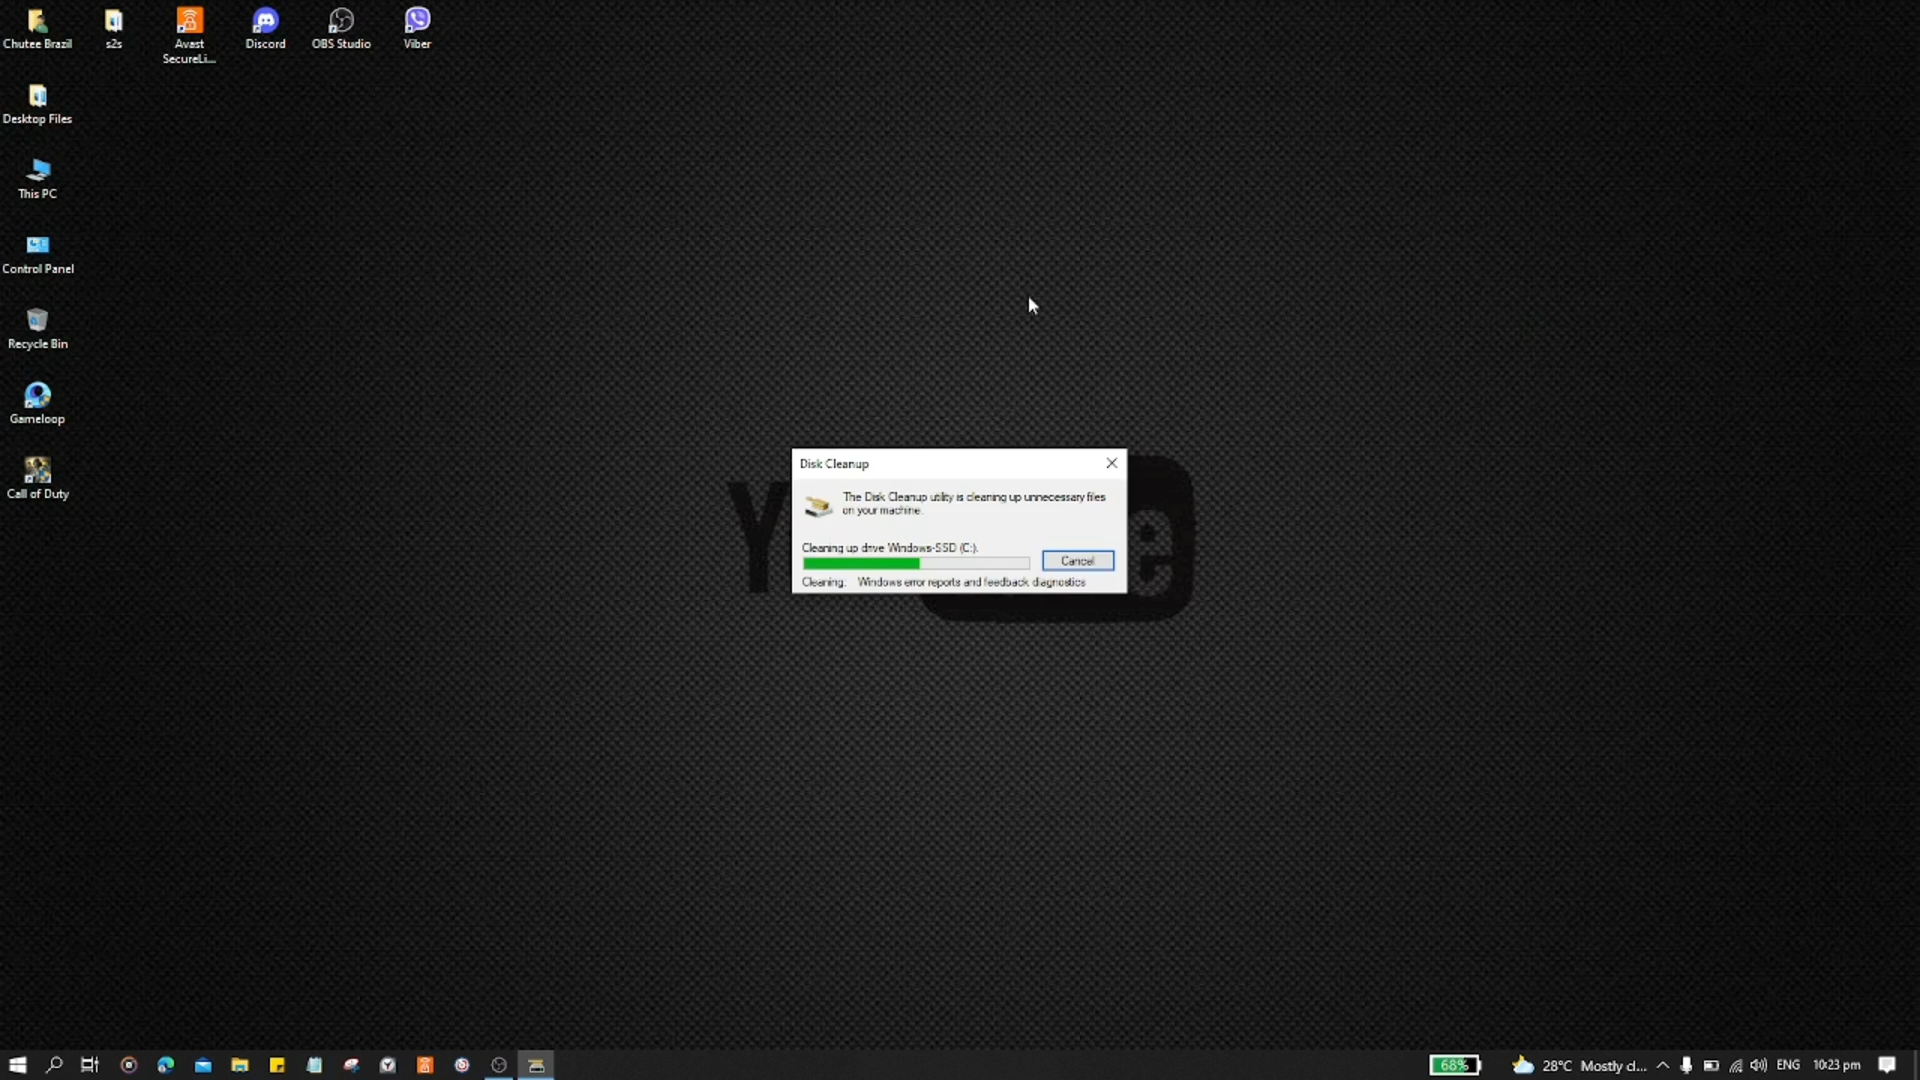 Chutee Brazil
s2s
Avast
SecureLi...
Discord
OBS Studio
Viber
Desktop Files
This PC
Control Panel
Recycle Bin
Gameloop
Call of Duty
Disk Cleanup
The Disk Cleanup utility is cleaning up unnecessary files
on your machine.
Cleaning up drive Windows-SSD (C:).
Cancel
Cleaning: Windows error reports and feedback diagnostics
Y
e
68%
28°C Mostly cl...
ENG
10:23 pm